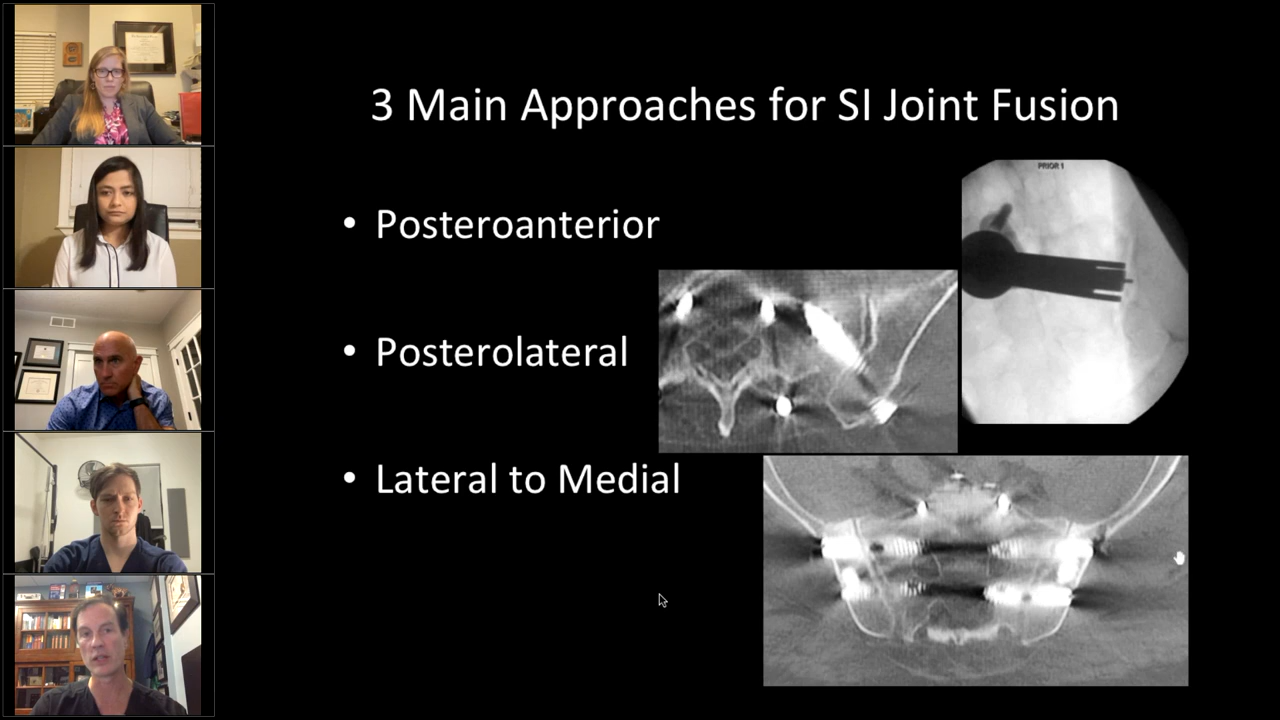 3 Main Approaches for SI Joint Fusion
PRIOR 1
• Posteroanterior
• Posterolateral
• Lateral to Medial